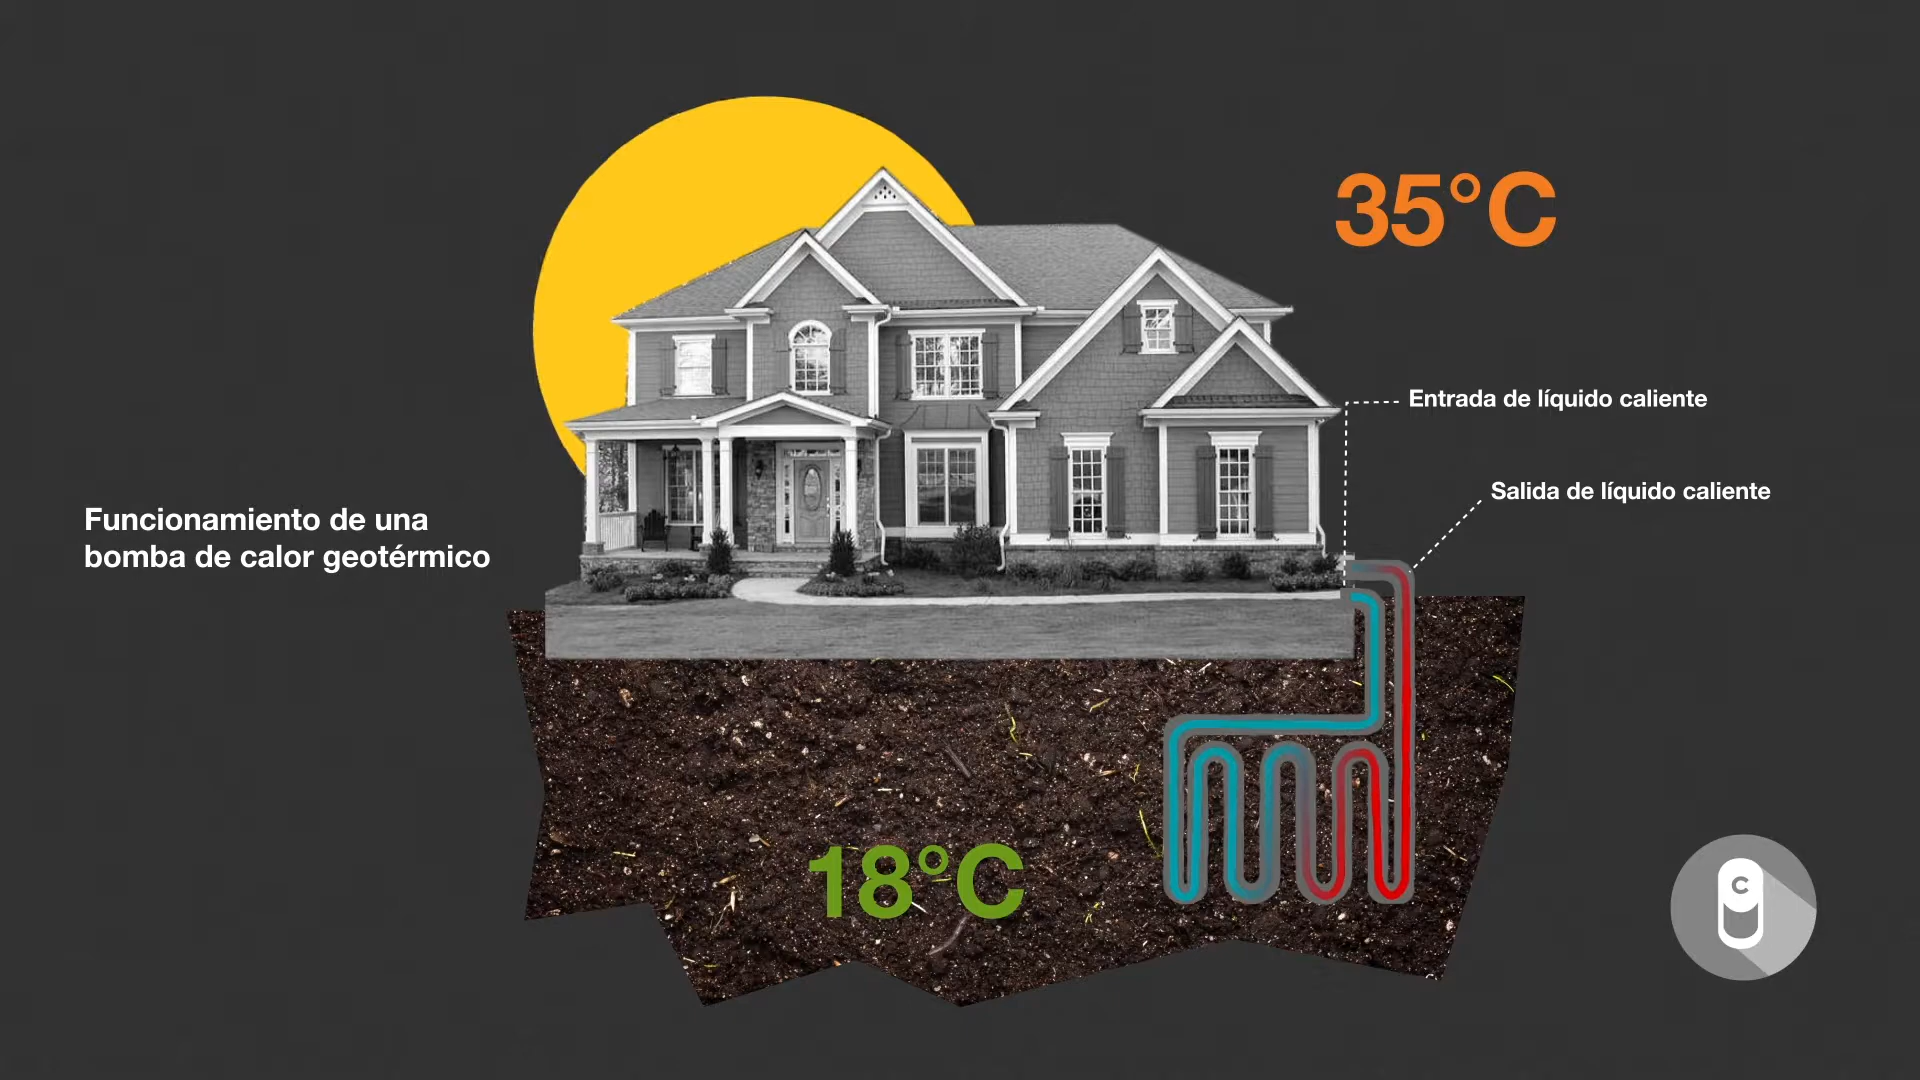 35°C
Entrada de líquido caliente
Salida de líquido caliente
Funcionamiento de una
bomba de calor geotérmico
18°C
C